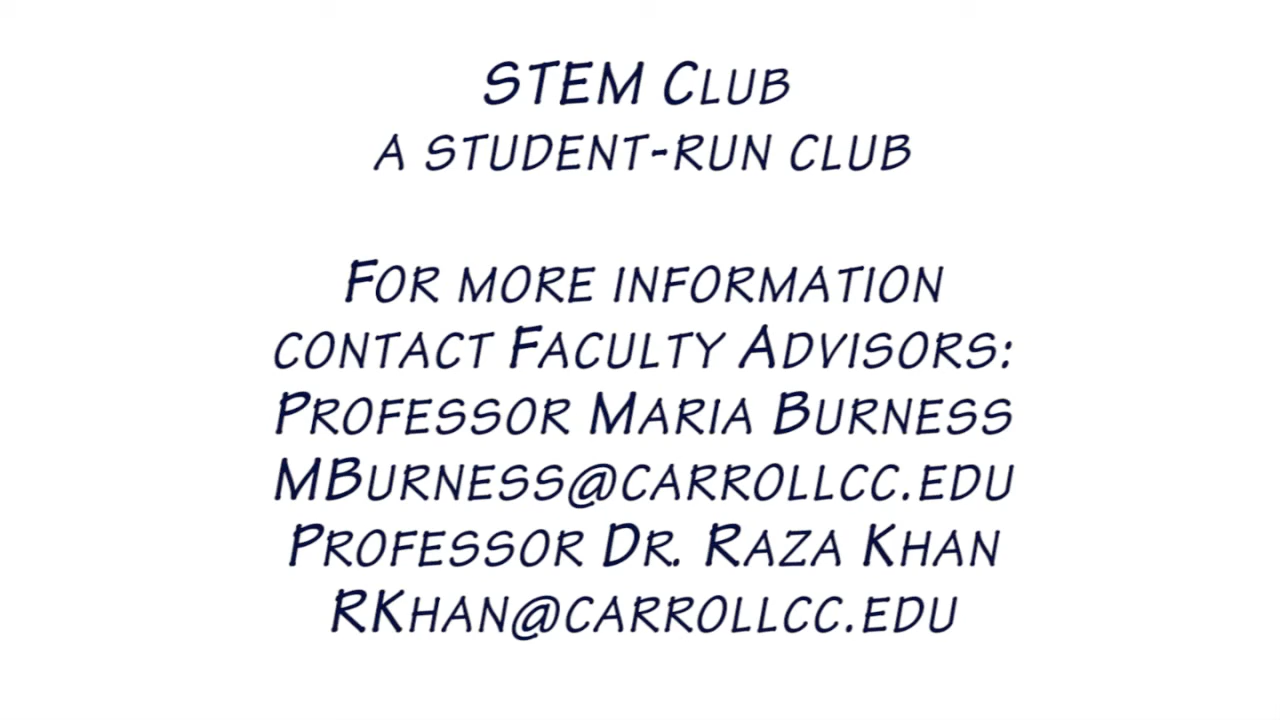 STEM Club
a student-run club
For more information
contact Faculty Advisors:
Professor Maria Burness
MBurness@carrollcc.edu
Professor Dr. Raza Khan
RKhan@carrollcc.edu